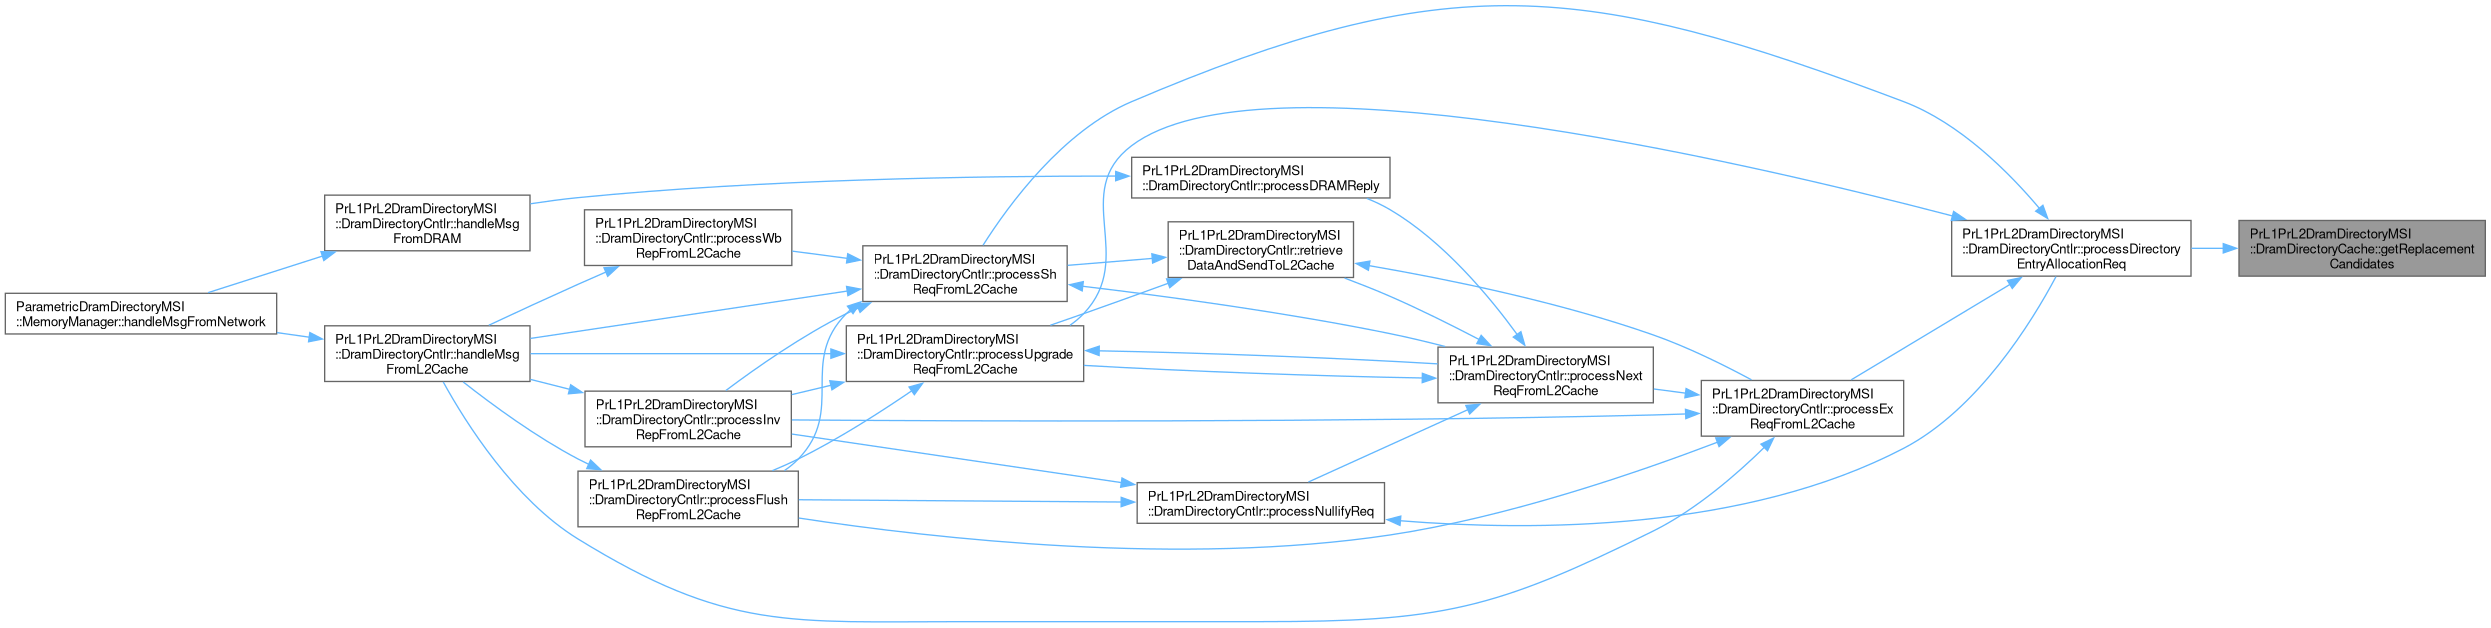 ParametricDramDirectoryMSI
::MemoryManager::handleMsgFromNetwork
PrL1PrL2DramDirectoryMSI
::DramDirectoryCntlr::handleMsg
FromDRAM
PrL1PrL2DramDirectoryMSI
::DramDirectoryCntlr::handleMsg
FromL2Cache
PrL1PrL2DramDirectoryMSI
::DramDirectoryCntlr::processWb
RepFromL2Cache
PrL1PrL2DramDirectoryMSI
::DramDirectoryCntlr::processInv
RepFromL2Cache
PrL1PrL2DramDirectoryMSI
::DramDirectoryCntlr::processFlush
RepFromL2Cache
PrL1PrL2DramDirectoryMSI
::DramDirectoryCntlr::processSh
ReqFromL2Cache
PrL1PrL2DramDirectoryMSI
::DramDirectoryCntlr::processUpgrade
ReqFromL2Cache
PrL1PrL2DramDirectoryMSI
::DramDirectoryCntlr::processDRAMReply
PrL1PrL2DramDirectoryMSI
::DramDirectoryCntlr::retrieve
DataAndSendToL2Cache
PrL1PrL2DramDirectoryMSI
::DramDirectoryCntlr::processNullifyReq
PrL1PrL2DramDirectoryMSI
::DramDirectoryCntlr::processNext
ReqFromL2Cache
PrL1PrL2DramDirectoryMSI
::DramDirectoryCntlr::processEx
ReqFromL2Cache
PrL1PrL2DramDirectoryMSI
::DramDirectoryCntlr::processDirectory
EntryAllocationReq
PrL1PrL2DramDirectoryMSI
::DramDirectoryCache::getReplacement
Candidates